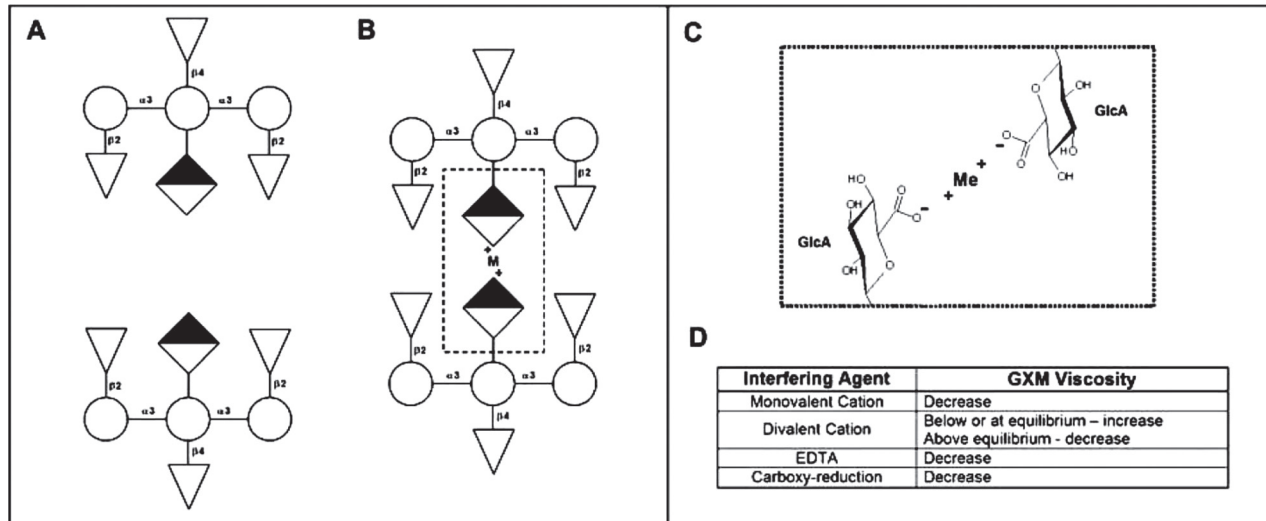 A
β4
α3 α3
β2 β2
β2 β2
α3 α3
β4
B
β4
α3 α3
β2 β2
+
M
+
β2 β2
α3 α3
β4
C
O OH
GlcA
O − HO
O OH
+
Me
+
HO O
OH − O
GlcA
OH O
D
Interfering Agent GXM Viscosity
Monovalent Cation Decrease
Divalent Cation Below or at equilibrium – increase
Above equilibrium - decrease
EDTA Decrease
Carboxy-reduction Decrease